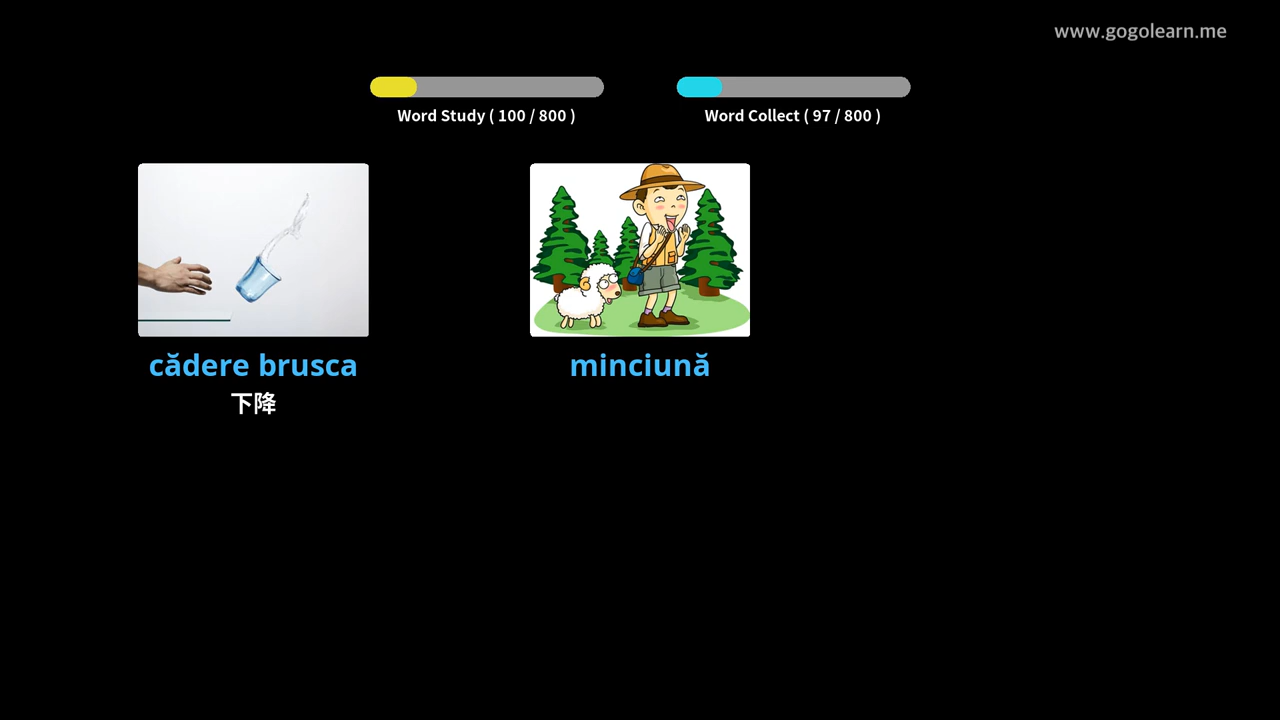 www.gogolearn.me
Word Study ( 100 / 800 )
Word Collect ( 97 / 800 )
cădere brusca
minciună
下降